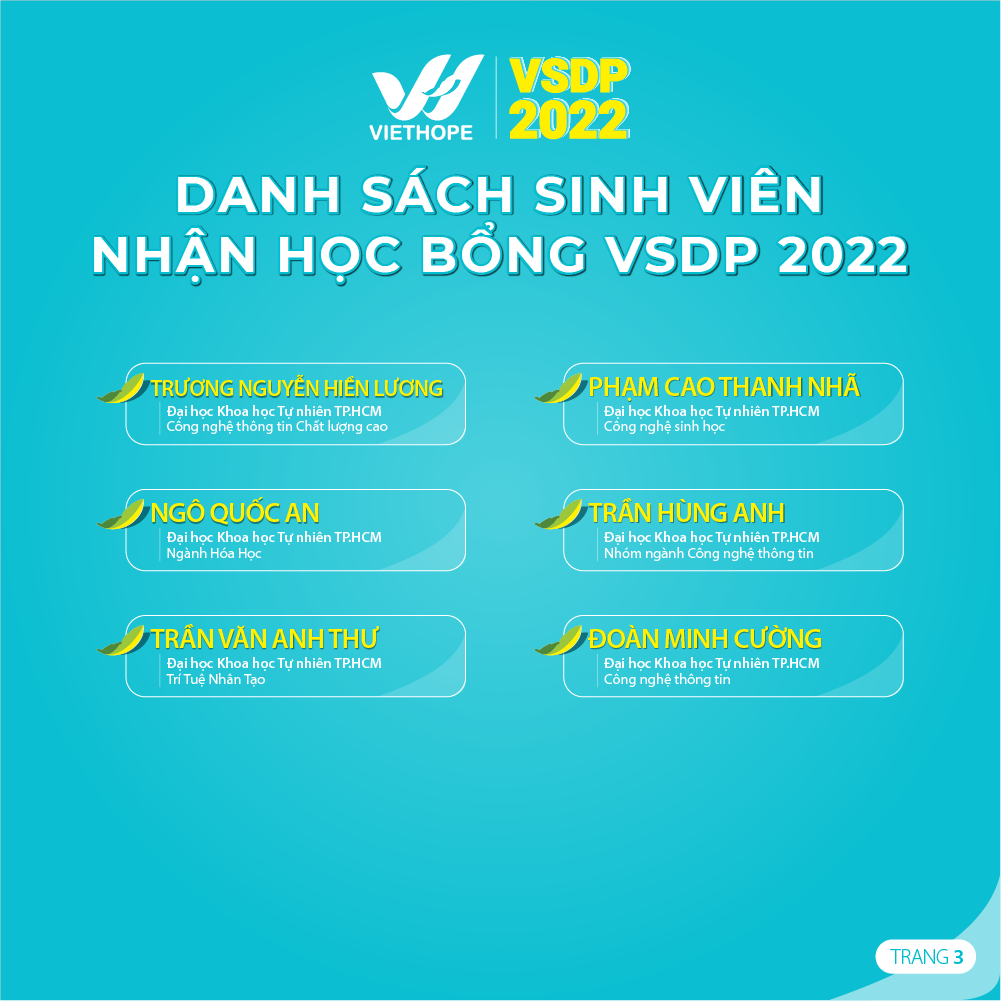 VIETHOPE
VSDP
2022
DANH SÁCH SINH VIÊN
NHẬN HỌC BỔNG VSDP 2022
TRƯƠNG NGUYỄN HIỀN LƯƠNG
Đại học Khoa học Tự nhiên TP.HCM
Công nghệ thông tin Chất lượng cao
PHẠM CAO THANH NHÃ
Đại học Khoa học Tự nhiên TP.HCM
Công nghệ sinh học
NGÔ QUỐC AN
Đại học Khoa học Tự nhiên TP.HCM
Ngành Hóa Học
TRẦN HÙNG ANH
Đại học Khoa học Tự nhiên TP.HCM
Nhóm ngành Công nghệ thông tin
TRẦN VĂN ANH THƯ
Đại học Khoa học Tự nhiên TP.HCM
Trí Tuệ Nhân Tạo
ĐOÀN MINH CƯỜNG
Đại học Khoa học Tự nhiên TP.HCM
Công nghệ thông tin
TRANG 3